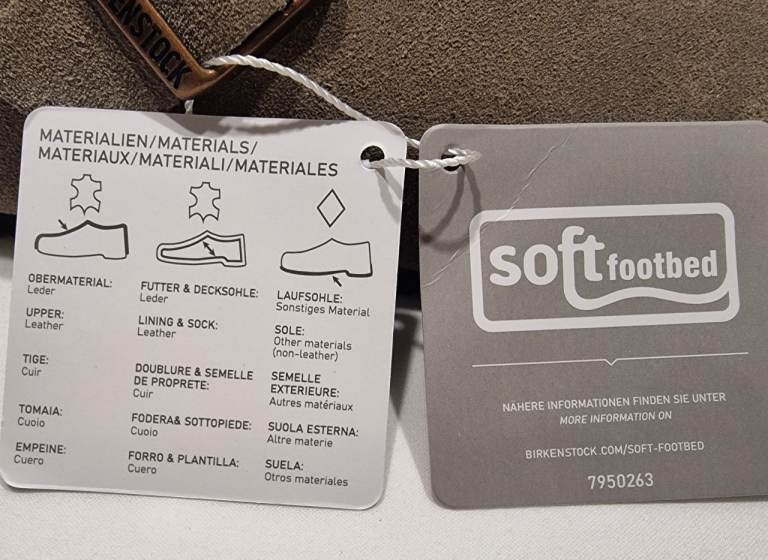 ENSTOCK
MATERIALIEN/MATERIALS/
MATERIAUX/MATERIALI/MATERIALES
OBERMATERIAL:
Leder
UPPER:
Leather
TIGE:
Cuir
TOMAIA:
Cuoio
EMPEINE:
Cuero
FUTTER & DECKSOHLE:
Leder
LINING & SOCK:
Leather
DOUBLURE & SEMELLE
DE PROPRETE:
Cuir
FODERA& SOTTOPIEDE:
Cuoio
FORRO & PLANTILLA:
Cuero
LAUFSOHLE:
Sonstiges Material
SOLE:
Other materials
(non-leather)
SEMELLE
EXTERIEURE:
Autres matériaux
SUOLA ESTERNA:
Altre materie
SUELA:
Otros materiales
soft footbed
NÄHERE INFORMATIONEN FINDEN SIE UNTER
MORE INFORMATION ON
BIRKENSTOCK.COM/SOFT-FOOTBED
7950263